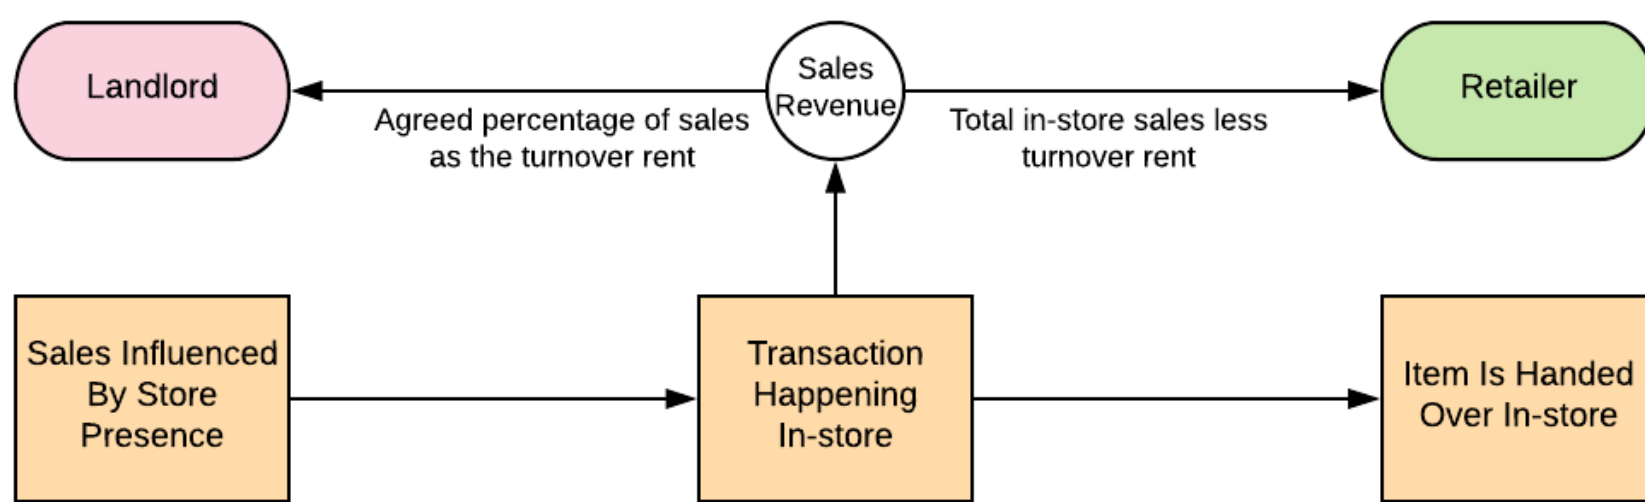 Landlord
Sales
Revenue
Retailer
Agreed percentage of sales
as the turnover rent
Total in-store sales less
turnover rent
Sales Influenced
By Store
Presence
Transaction
Happening
In-store
Item Is Handed
Over In-store